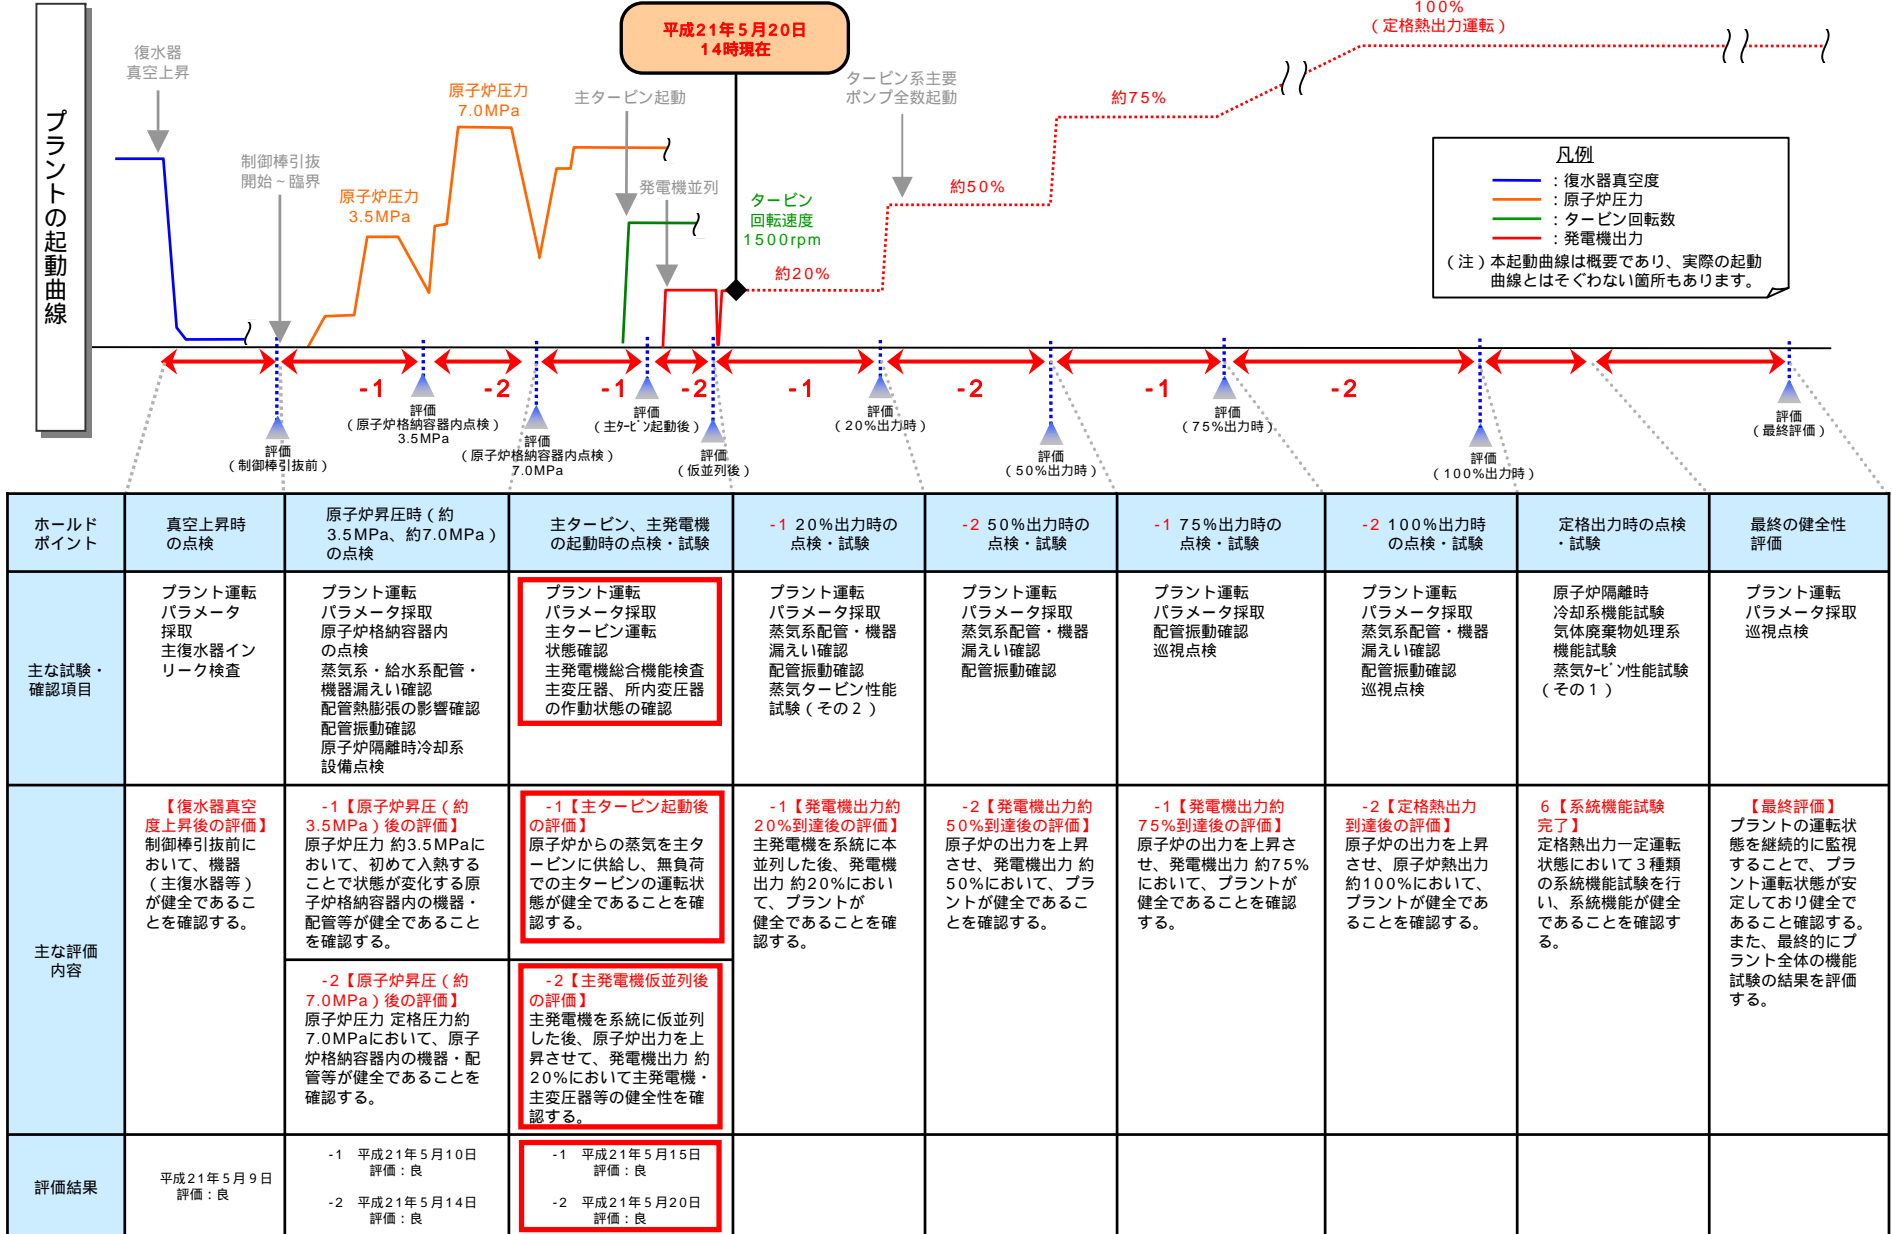 プラントの起動曲線
平成21年5月20日
14時現在
復水器
真空上昇
制御棒引抜
開始～臨界
原子炉圧力
3.5MPa
原子炉圧力
7.0MPa
主タービン起動
発電機並列
タービン
回転速度
1500rpm
タービン系主要
ポンプ全数起動
約20%
約50%
約75%
100%
（定格熱出力運転）
凡例
：復水器真空度
：原子炉圧力
：タービン回転数
：発電機出力
（注）本起動曲線は概要であり、実際の起動
曲線とはそぐわない箇所もあります。
-1
-2
-1
-2
-1
-2
-1
-2
評価
（制御棒引抜前）
評価
（原子炉格納容器内点検）
3.5MPa
評価
（原子炉格納容器内点検）
7.0MPa
評価
（主ﾀｰﾋﾞﾝ起動後）
評価
（仮並列後）
評価
（20%出力時）
評価
（50%出力時）
評価
（75%出力時）
評価
（100%出力時）
評価
（最終評価）
ホールド
ポイント
真空上昇時
の点検
原子炉昇圧時（約
3.5MPa、約7.0MPa）
の点検
主タービン、主発電機
の起動時の点検・試験
-1 20%出力時の
点検・試験
-2 50%出力時の
点検・試験
-1 75%出力時の
点検・試験
-2 100%出力時
の点検・試験
定格出力時の点検
・試験
最終の健全性
評価
主な試験・
確認項目
プラント運転
パラメータ
採取
主復水器イン
リーク検査
プラント運転
パラメータ採取
原子炉格納容器内
の点検
蒸気系・給水系配管・
機器漏えい確認
配管熱膨張の影響確認
配管振動確認
原子炉隔離時冷却系
設備点検
プラント運転
パラメータ採取
主タービン運転
状態確認
主発電機総合機能検査
主変圧器、所内変圧器
の作動状態の確認
プラント運転
パラメータ採取
蒸気系配管・機器
漏えい確認
配管振動確認
蒸気タービン性能
試験（その２）
プラント運転
パラメータ採取
蒸気系配管・機器
漏えい確認
配管振動確認
プラント運転
パラメータ採取
配管振動確認
巡視点検
プラント運転
パラメータ採取
蒸気系配管・機器
漏えい確認
配管振動確認
巡視点検
原子炉隔離時
冷却系機能試験
気体廃棄物処理系
機能試験
蒸気ﾀｰﾋﾞﾝ性能試験
（その１）
プラント運転
パラメータ採取
巡視点検
主な評価
内容
【復水器真空
度上昇後の評価】
制御棒引抜前に
おいて、機器
（主復水器等）
が健全であるこ
とを確認する。
-1【原子炉昇圧（約
3.5MPa）後の評価】
原子炉圧力 約3.5MPaに
おいて、初めて入熱する
ことで状態が変化する原
子炉格納容器内の機器・
配管等が健全であること
を確認する。
-2【原子炉昇圧（約
7.0MPa）後の評価】
原子炉圧力 定格圧力約
7.0MPaにおいて、原子
炉格納容器内の機器・配
管等が健全であることを
確認する。
-1【主タービン起動後
の評価】
原子炉からの蒸気を主タ
ービンに供給し、無負荷
での主タービンの運転状
態が健全であることを確
認する。
-2【主発電機仮並列後
の評価】
主発電機を系統に仮並列
した後、原子炉出力を上
昇させて、発電機出力 約
20%において主発電機・
主変圧器等の健全性を確
認する。
-1【発電機出力約
20%到達後の評価】
主発電機を系統に本
並列した後、発電機
出力 約20%におい
て、プラントが
健全であることを確
認する。
-2【発電機出力約
50%到達後の評価】
原子炉の出力を上昇
させ、発電機出力 約
50%において、プラ
ントが健全であるこ
とを確認する。
-1【発電機出力約
75%到達後の評価】
原子炉の出力を上昇さ
せ、発電機出力 約75%
において、プラントが
健全であることを確認
する。
-2【定格熱出力
到達後の評価】
原子炉の出力を上昇
させ、原子炉熱出力
約100%において、
プラントが健全であ
ることを確認する。
6【系統機能試験
完了】
定格熱出力一定運転
状態において３種類
の系統機能試験を行
い、系統機能が健全
であることを確認す
る。
【最終評価】
プラントの運転状
態を継続的に監視
することで、プラ
ント運転状態が安
定しており健全で
あること確認する。
また、最終的にプ
ラント全体の機能
試験の結果を評価
する。
評価結果
平成21年5月9日
評価：良
-1 平成21年5月10日
評価：良
-2 平成21年5月14日
評価：良
-1 平成21年5月15日
評価：良
-2 平成21年5月20日
評価：良